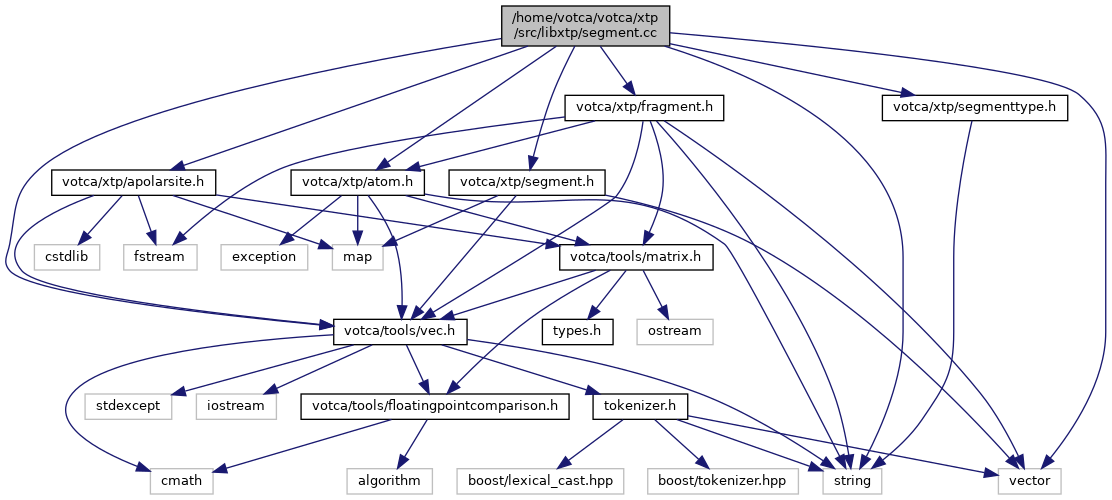 /home/votca/votca/xtp
/src/libxtp/segment.cc
votca/xtp/fragment.h
votca/xtp/segmenttype.h
votca/xtp/apolarsite.h
votca/xtp/atom.h
votca/xtp/segment.h
cstdlib
fstream
exception
map
votca/tools/matrix.h
votca/tools/vec.h
types.h
ostream
stdexcept
iostream
votca/tools/floatingpointcomparison.h
tokenizer.h
cmath
algorithm
boost/lexical_cast.hpp
boost/tokenizer.hpp
string
vector